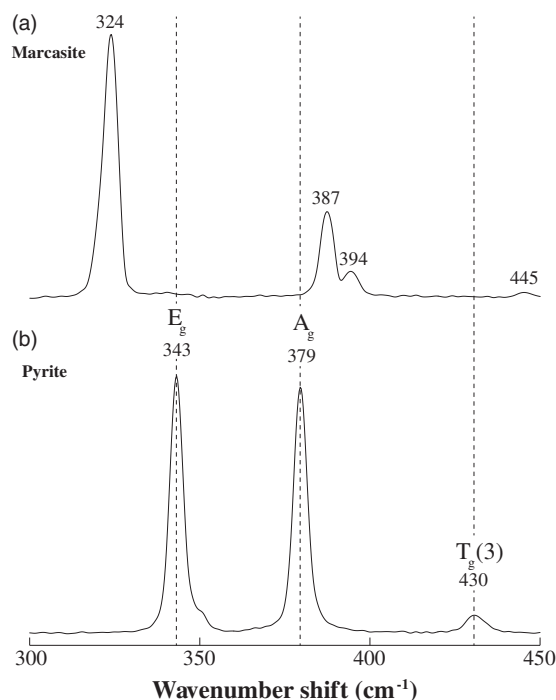 (a)
324
Marcasite
387
394
445
E_g
A_g
(b)
343
379
Pyrite
T_g(3)
430
300 350 400 450
Wavenumber shift (cm⁻¹)